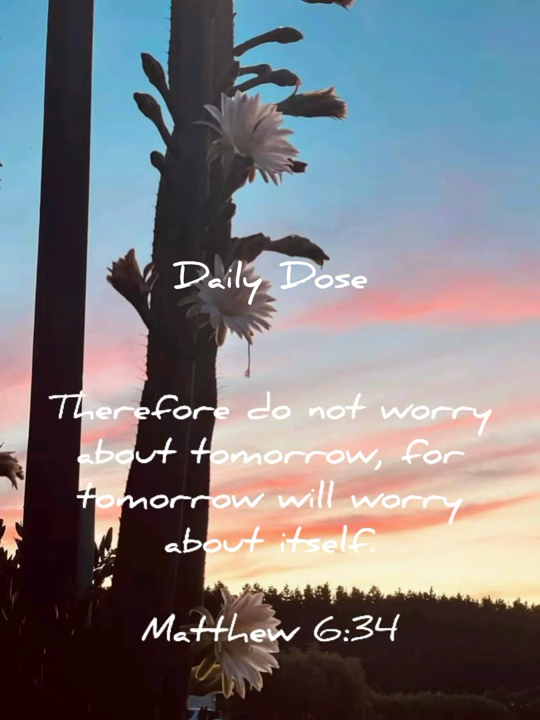 Daily Dose
Therefore do not worry
about tomorrow, for
tomorrow will worry
about itself.
Matthew 6:34